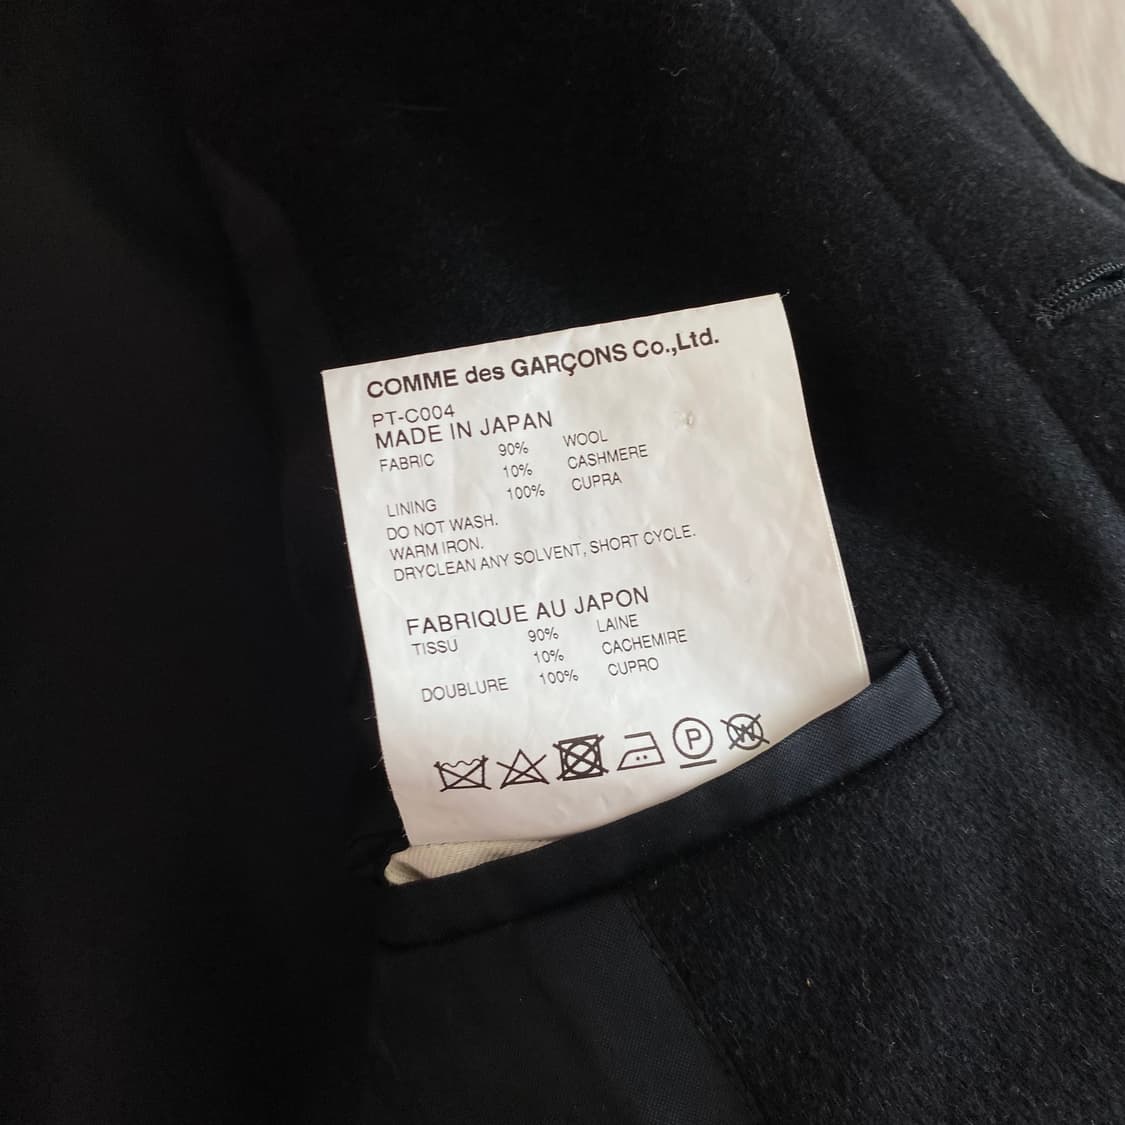 COMME des GARÇONS Co.,Ltd.
PT-C004
MADE IN JAPAN
FABRIC 90% WOOL
10% CASHMERE
LINING 100% CUPRA
DO NOT WASH.
WARM IRON.
DRYCLEAN ANY SOLVENT, SHORT CYCLE.
FABRIQUE AU JAPON
TISSU 90% LAINE
10% CACHEMIRE
DOUBLURE 100% CUPRO
P W